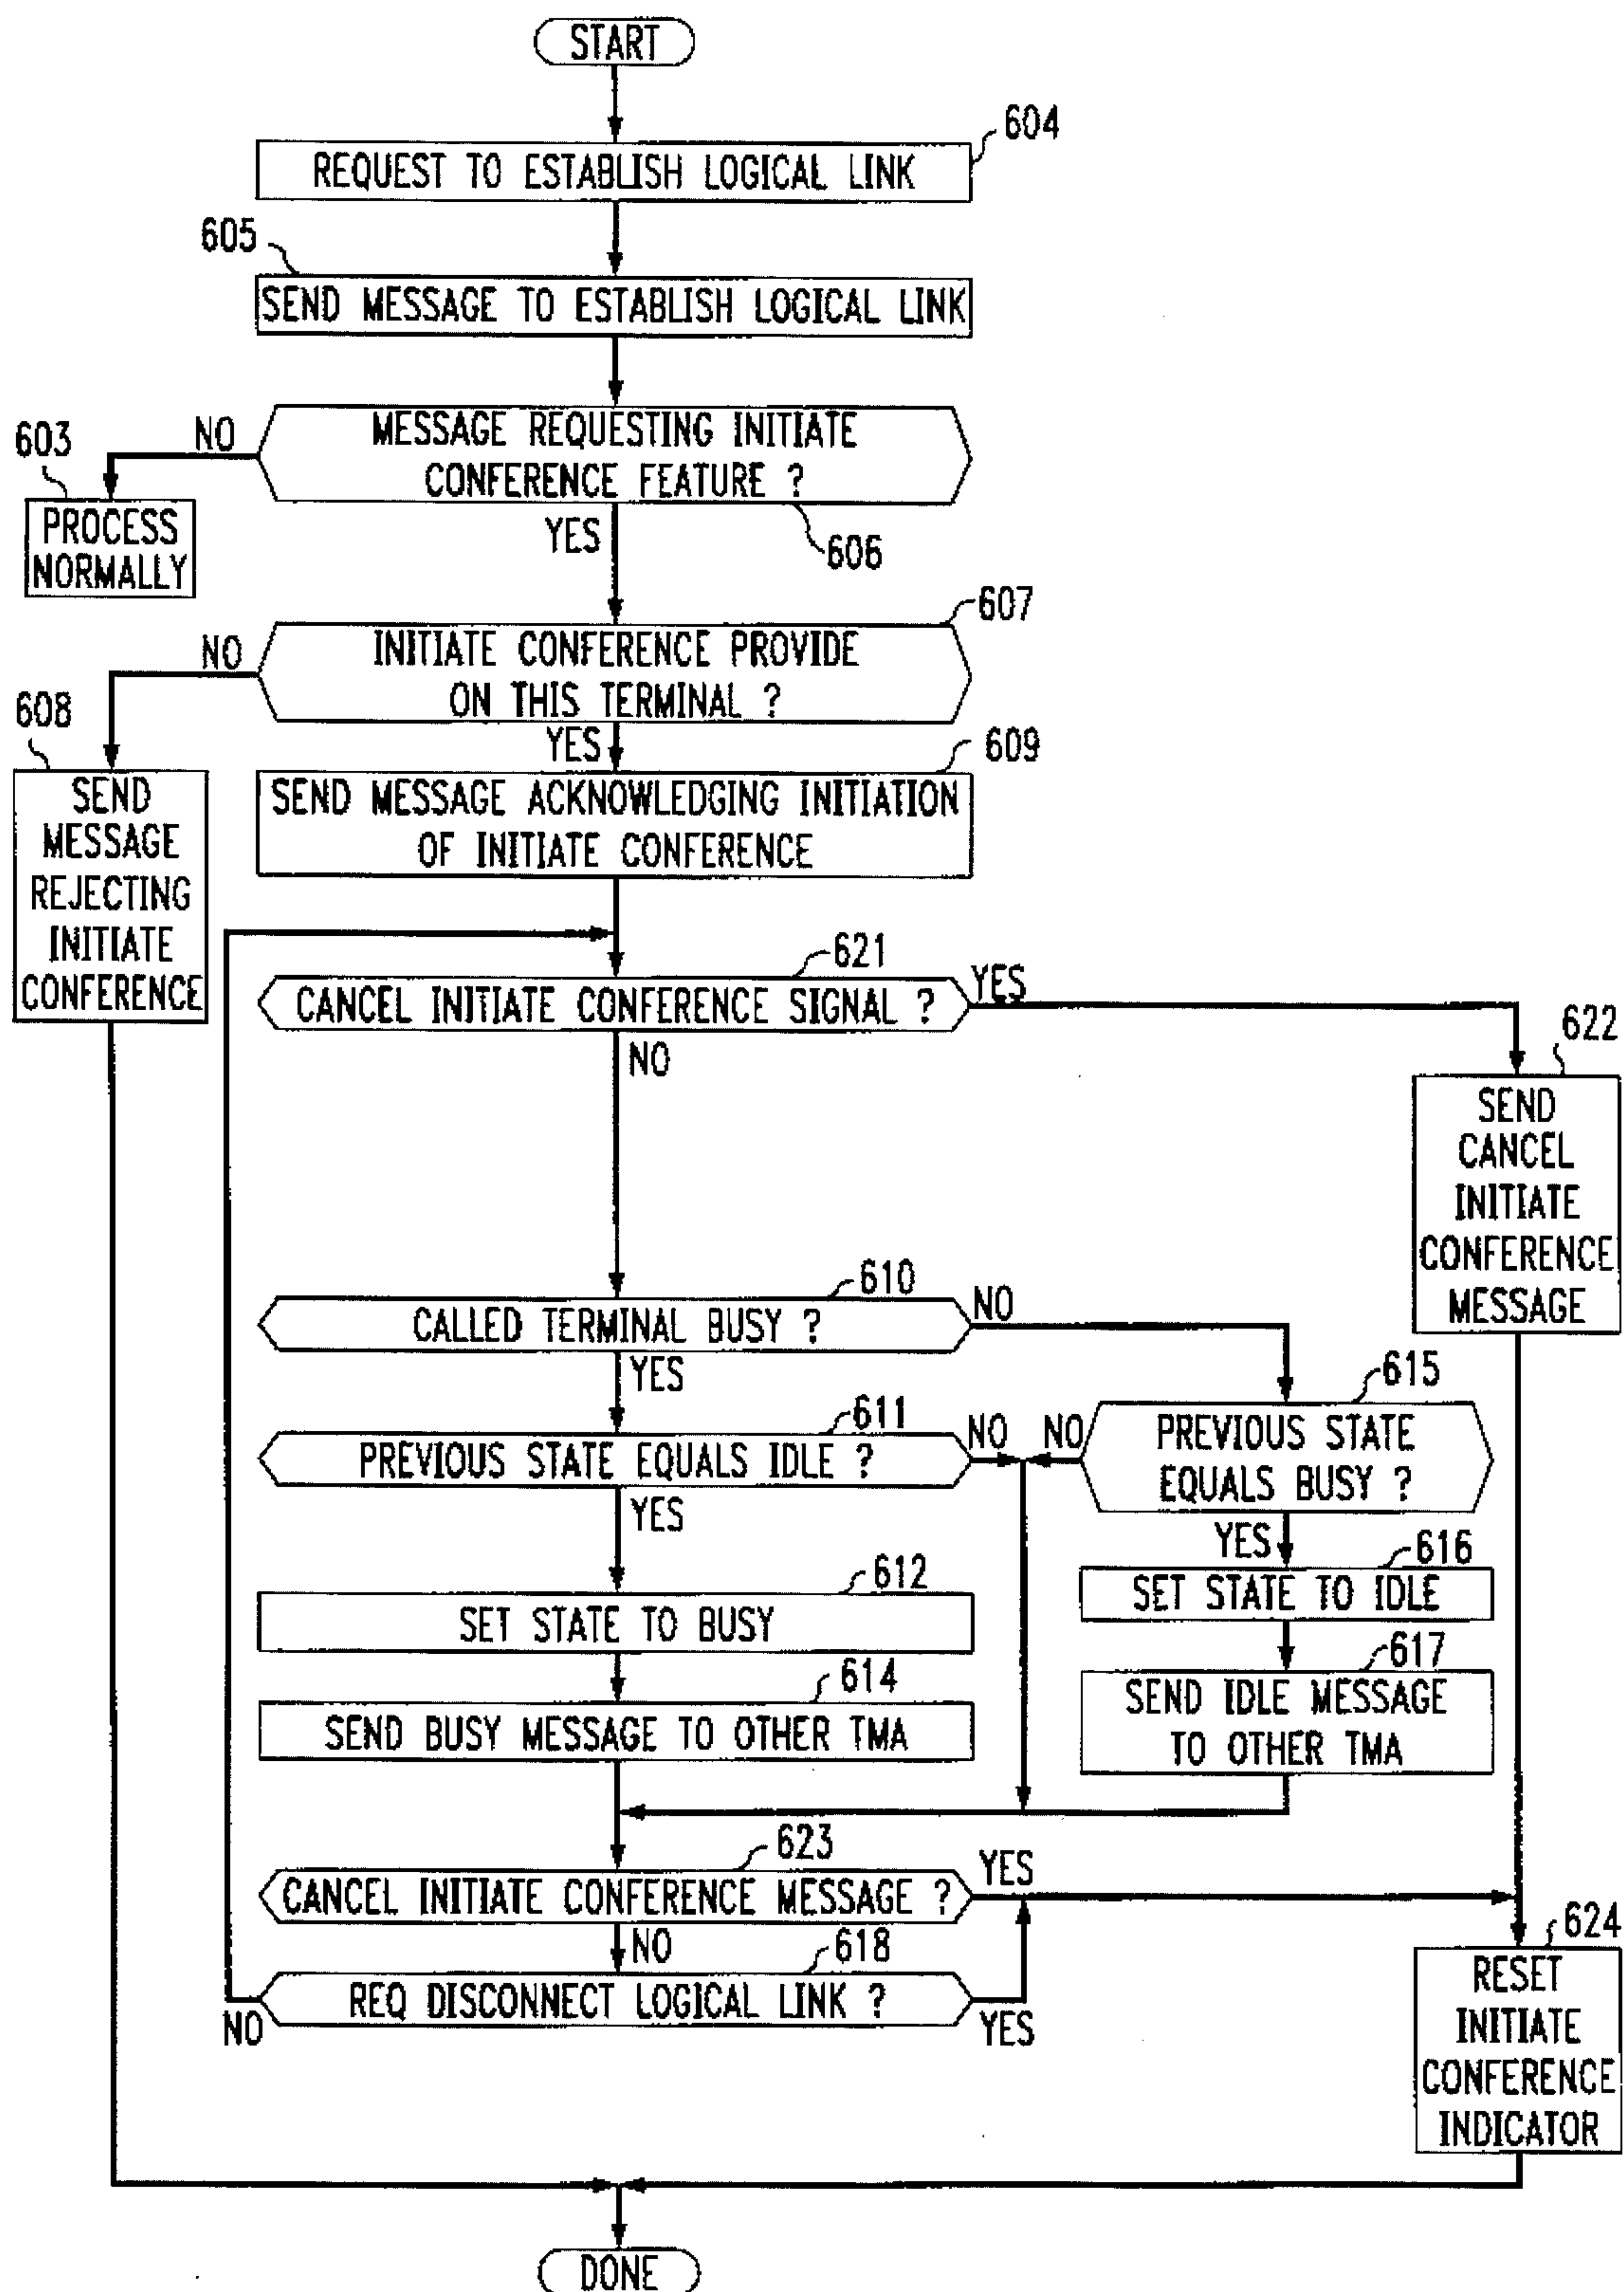 START
604
REQUEST TO ESTABLISH LOGICAL LINK
605
SEND MESSAGE TO ESTABLISH LOGICAL LINK
MESSAGE REQUESTING INITIATE
CONFERENCE FEATURE ?
606
NO
603
PROCESS
NORMALLY
YES
607
INITIATE CONFERENCE PROVIDE
ON THIS TERMINAL ?
NO
608
SEND
MESSAGE
REJECTING
INITIATE
CONFERENCE
YES
609
SEND MESSAGE ACKNOWLEDGING INITIATION
OF INITIATE CONFERENCE
621
CANCEL INITIATE CONFERENCE SIGNAL ?
YES
NO
622
SEND
CANCEL
INITIATE
CONFERENCE
MESSAGE
610
CALLED TERMINAL BUSY ?
NO
YES
611
PREVIOUS STATE EQUALS IDLE ?
NO
NO
615
PREVIOUS STATE
EQUALS BUSY ?
YES
YES
616
SET STATE TO IDLE
612
SET STATE TO BUSY
617
SEND IDLE MESSAGE
TO OTHER TMA
614
SEND BUSY MESSAGE TO OTHER TMA
623
CANCEL INITIATE CONFERENCE MESSAGE ?
YES
NO
618
REQ DISCONNECT LOGICAL LINK ?
NO
YES
624
RESET
INITIATE
CONFERENCE
INDICATOR
DONE